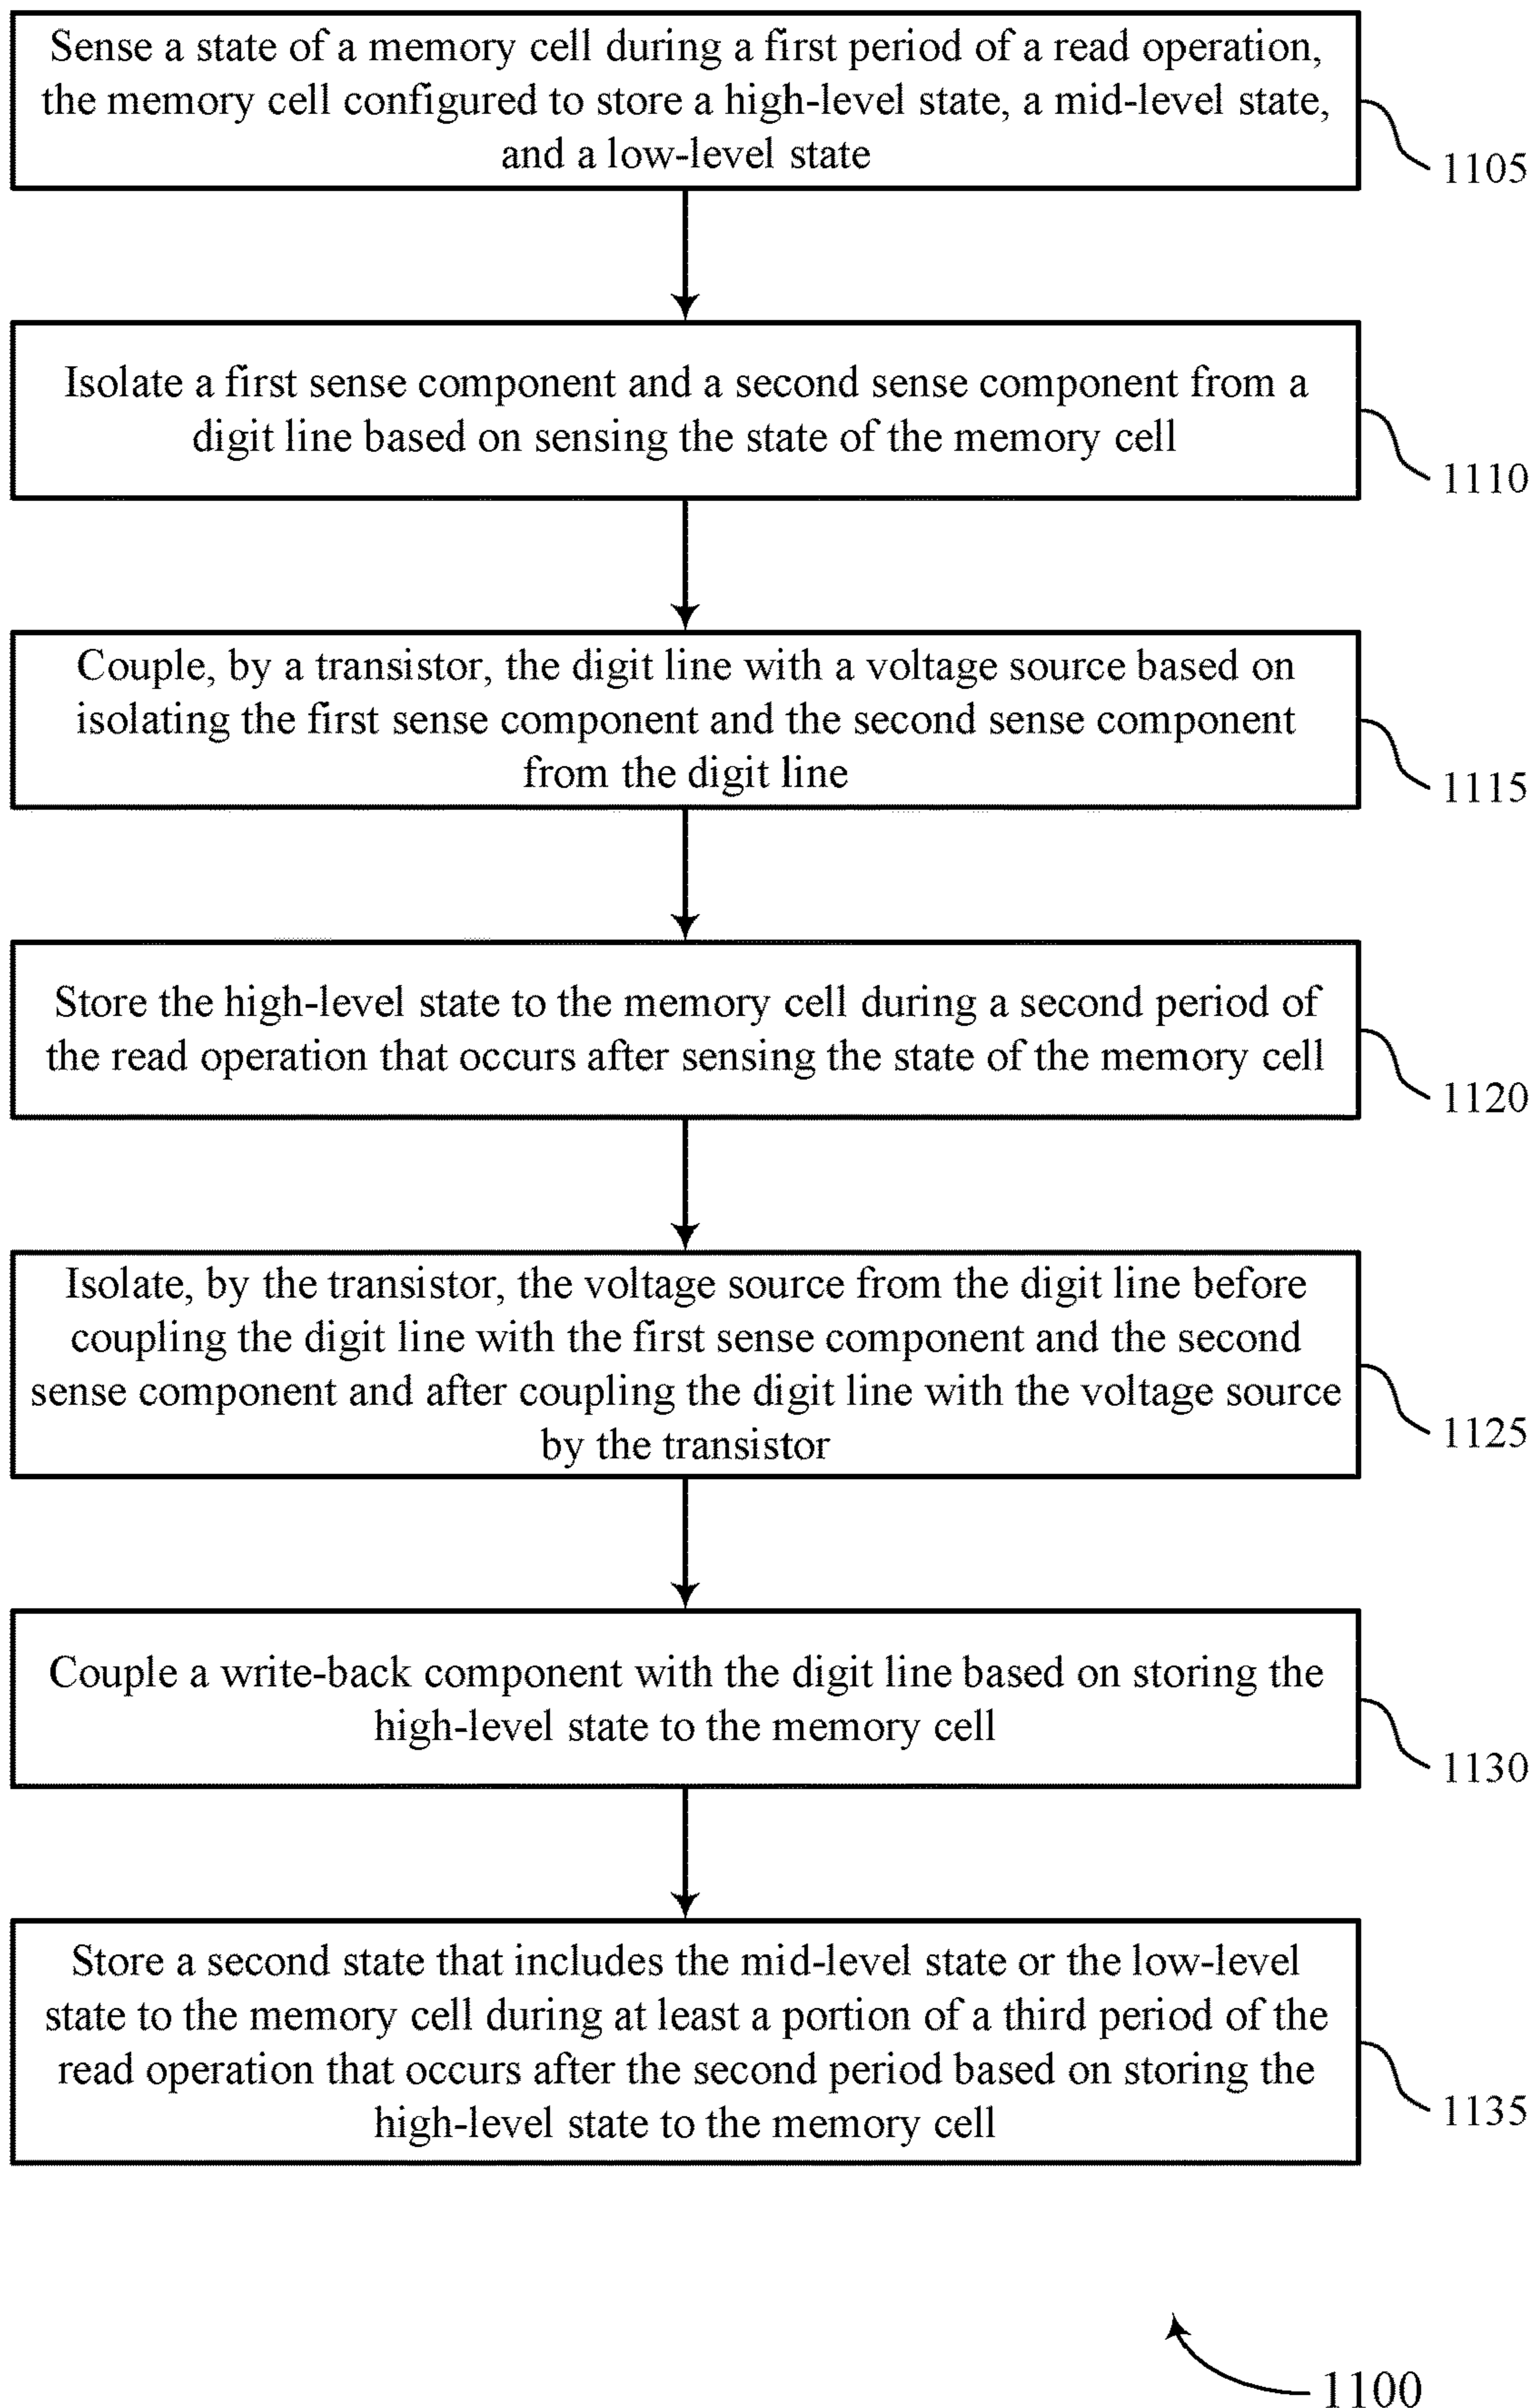 Sense a state of a memory cell during a first period of a read operation,
the memory cell configured to store a high-level state, a mid-level state,
and a low-level state
1105
Isolate a first sense component and a second sense component from a
digit line based on sensing the state of the memory cell
1110
Couple, by a transistor, the digit line with a voltage source based on
isolating the first sense component and the second sense component
from the digit line
1115
Store the high-level state to the memory cell during a second period of
the read operation that occurs after sensing the state of the memory cell
1120
Isolate, by the transistor, the voltage source from the digit line before
coupling the digit line with the first sense component and the second
sense component and after coupling the digit line with the voltage source
by the transistor
1125
Couple a write-back component with the digit line based on storing the
high-level state to the memory cell
1130
Store a second state that includes the mid-level state or the low-level
state to the memory cell during at least a portion of a third period of the
read operation that occurs after the second period based on storing the
high-level state to the memory cell
1135
1100